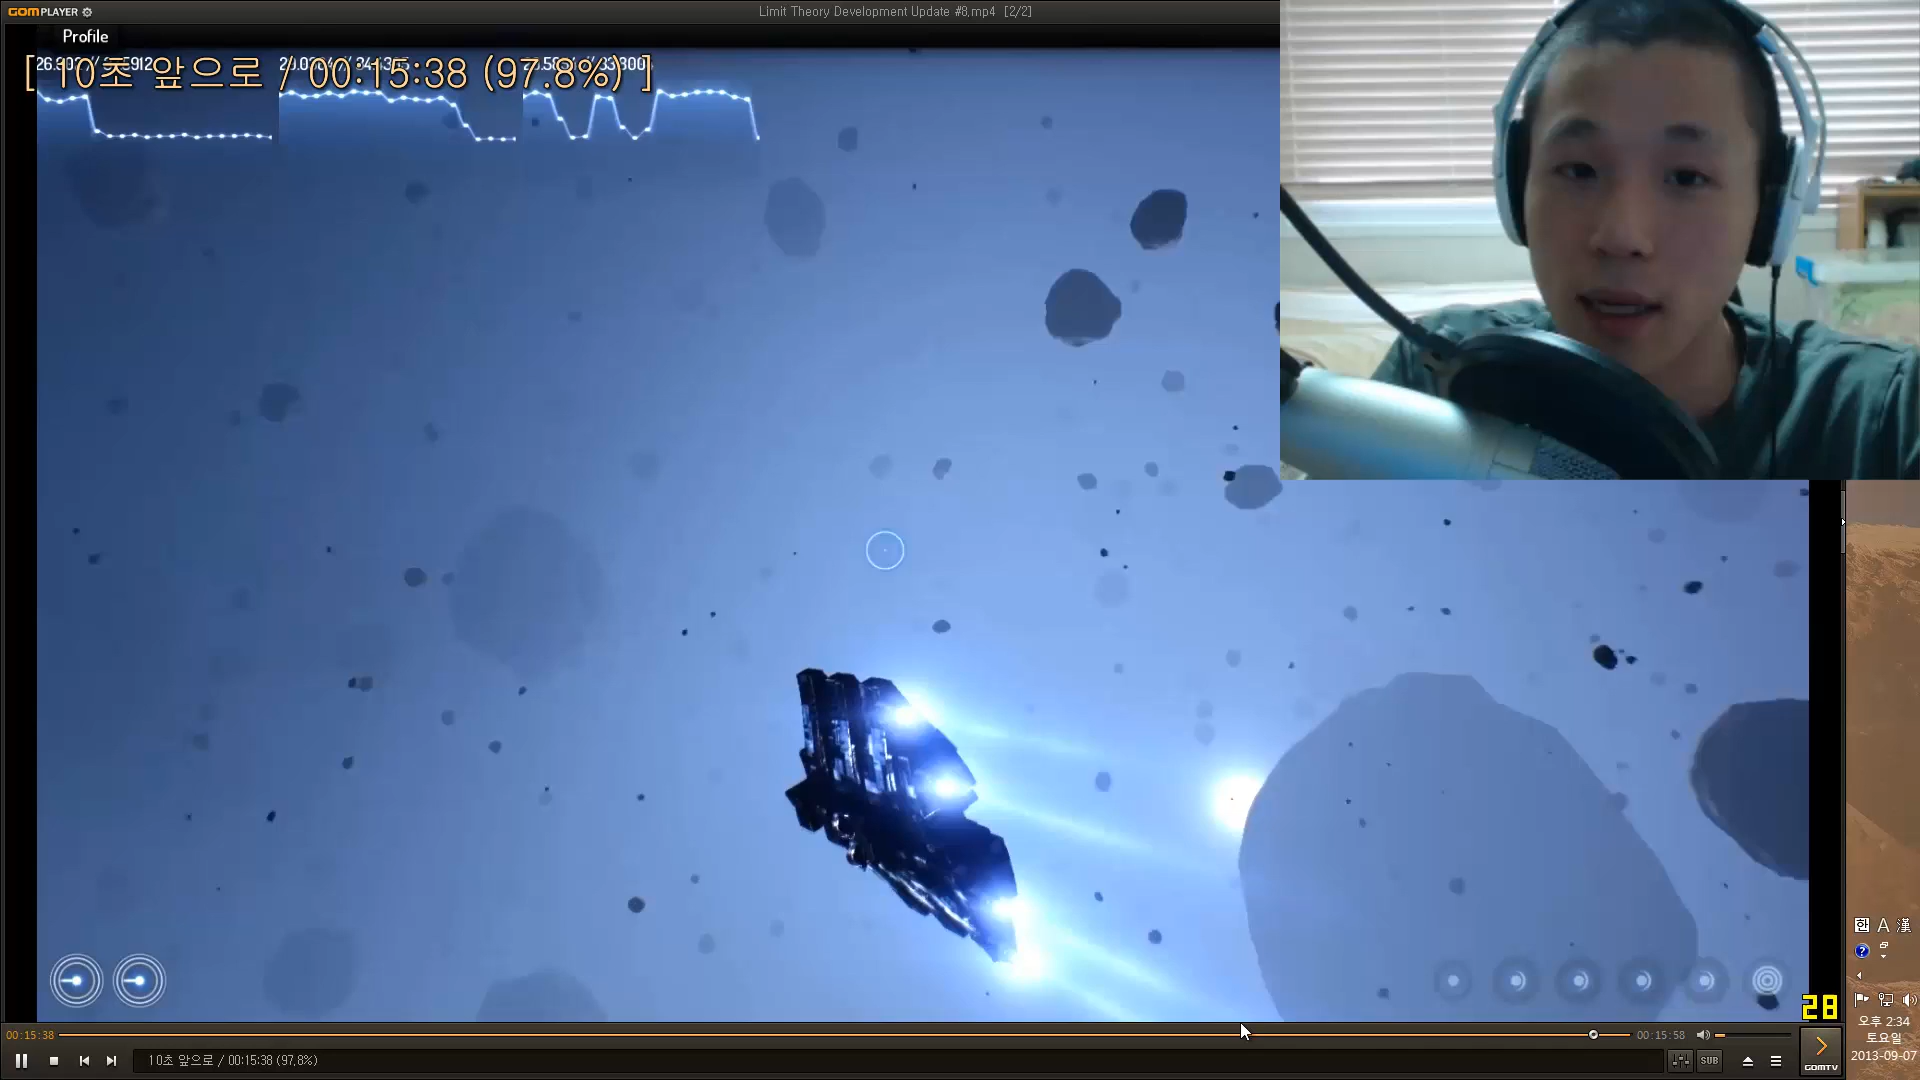 GOMPLAYER
Limit Theory Development Update #8.mp4 [2/2]
Profile
[ 10초 앞으로 / 00:15:38 (97.8%) ]
한 A 漢
28
00:15:38
00:15:58
오후 2:34
토요일
2013-09-07
10초 앞으로 / 00:15:38 (97.8%)
SUB
GOMTV